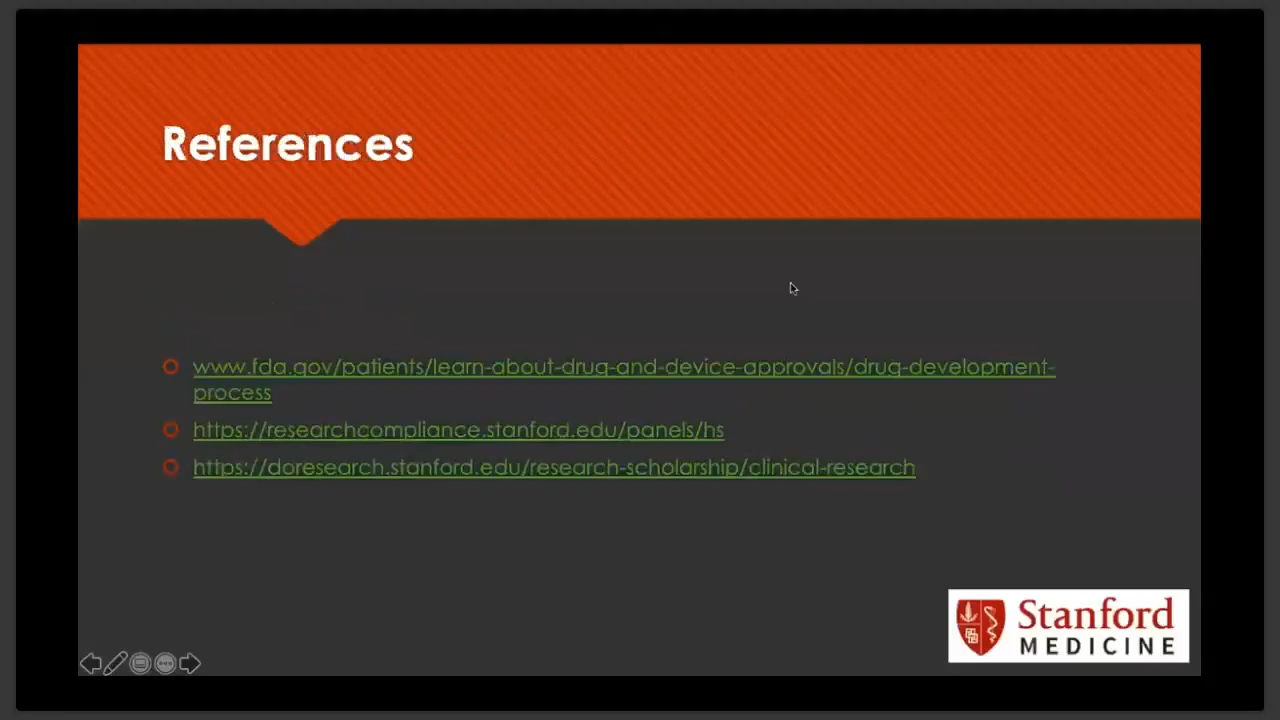 References
www.fda.gov/patients/learn-about-drug-and-device-approvals/drug-development-
process
https://researchcompliance.stanford.edu/panels/hs
https://doresearch.stanford.edu/research-scholarship/clinical-research
Stanford
MEDICINE